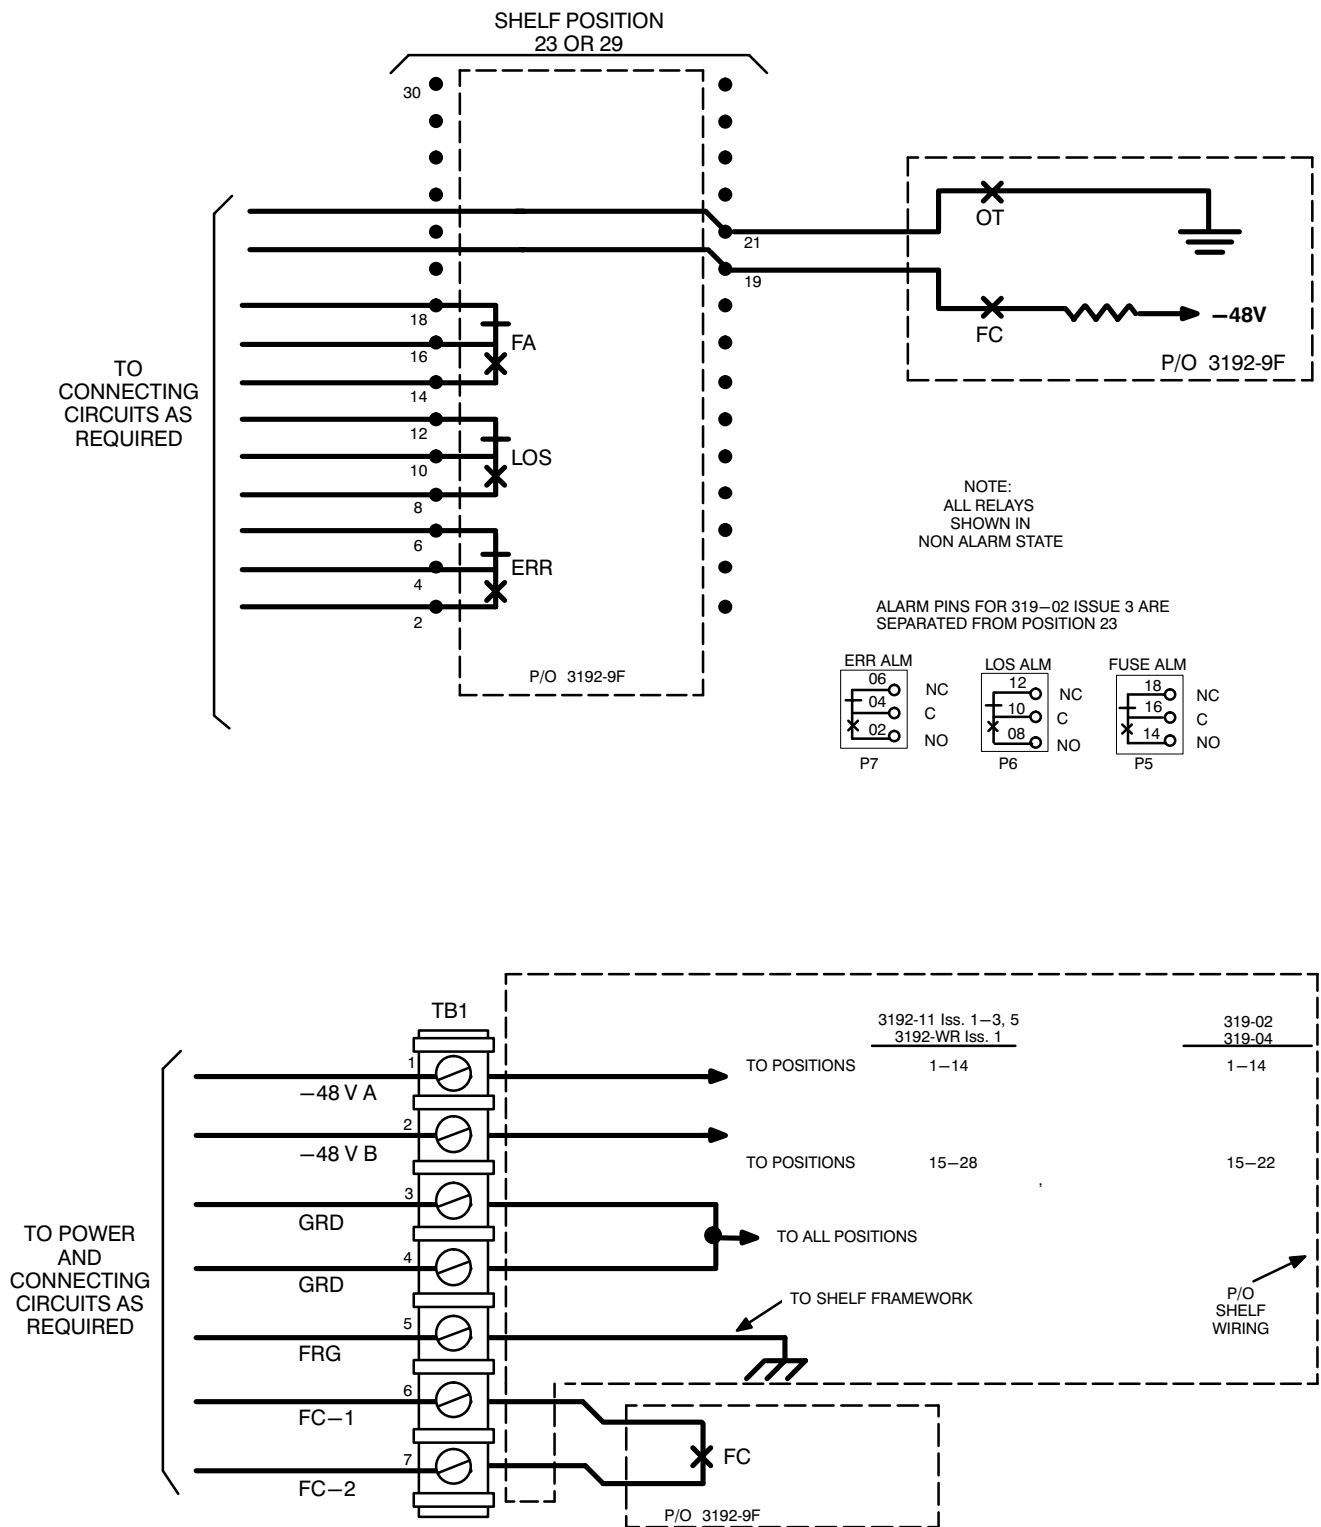 SHELF POSITION
23 OR 29
30
21
OT
19
18
FA
16
FC
—48V
14
P/O 3192-9F
TO
CONNECTING
CIRCUITS AS
REQUIRED
12
LOS
10
8
6
ERR
4
2
P/O 3192-9F
NOTE:
ALL RELAYS
SHOWN IN
NON ALARM STATE
ALARM PINS FOR 319—02 ISSUE 3 ARE
SEPARATED FROM POSITION 23
ERR ALM
06 NC
04 C
02 NO
P7
LOS ALM
12 NC
10 C
08 NO
P6
FUSE ALM
18 NC
16 C
14 NO
P5
TB1
3192-11 Iss. 1—3, 5
3192-WR Iss. 1
319-02
319-04
1
—48 V A
TO POSITIONS 1—14 1—14
2
—48 V B
TO POSITIONS 15—28 15—22
,
3
GRD
TO ALL POSITIONS
4
GRD
TO POWER
AND
CONNECTING
CIRCUITS AS
REQUIRED
TO SHELF FRAMEWORK
P/O
SHELF
WIRING
5
FRG
6
FC—1
FC
7
FC—2
P/O 3192-9F